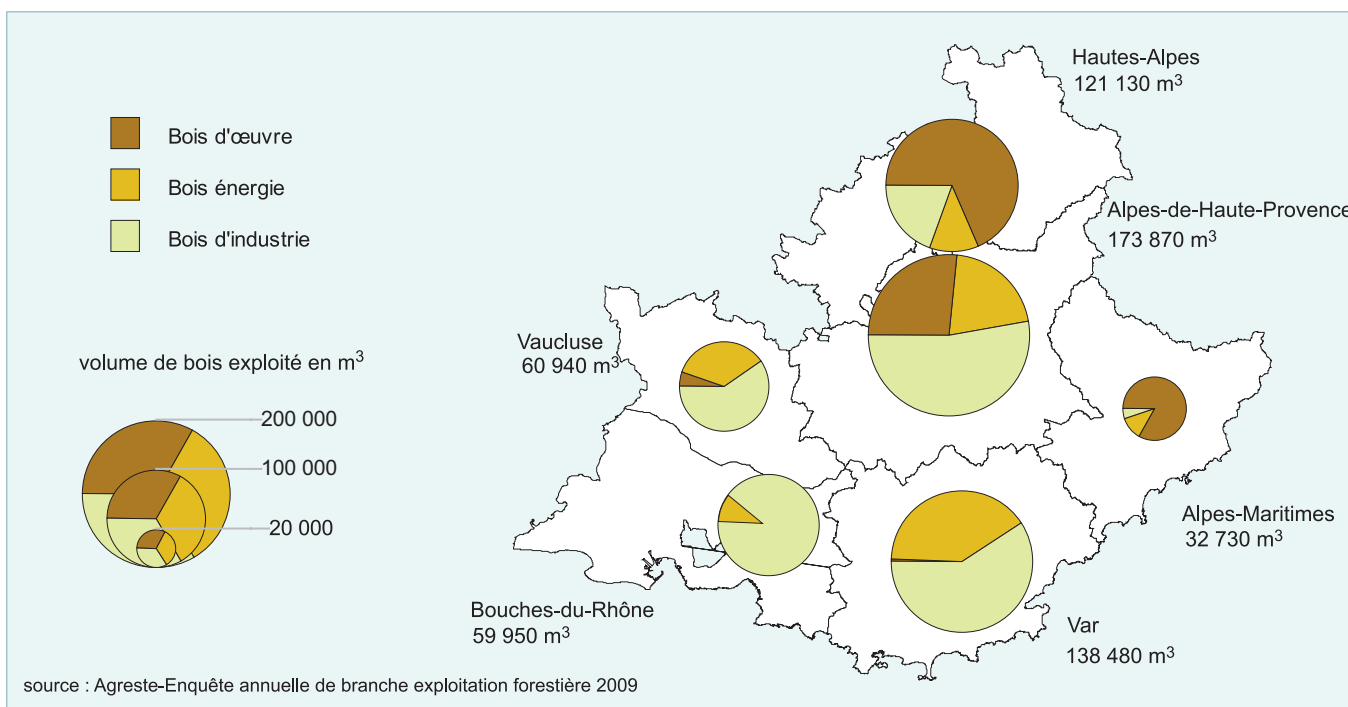 Bois d'œuvre
Bois énergie
Bois d'industrie
volume de bois exploité en m³
200 000
100 000
20 000
Hautes-Alpes
121 130 m³
Alpes-de-Haute-Provence
173 870 m³
Vaucluse
60 940 m³
Alpes-Maritimes
32 730 m³
Bouches-du-Rhône
59 950 m³
Var
138 480 m³
source : Agreste-Enquête annuelle de branche exploitation forestière 2009